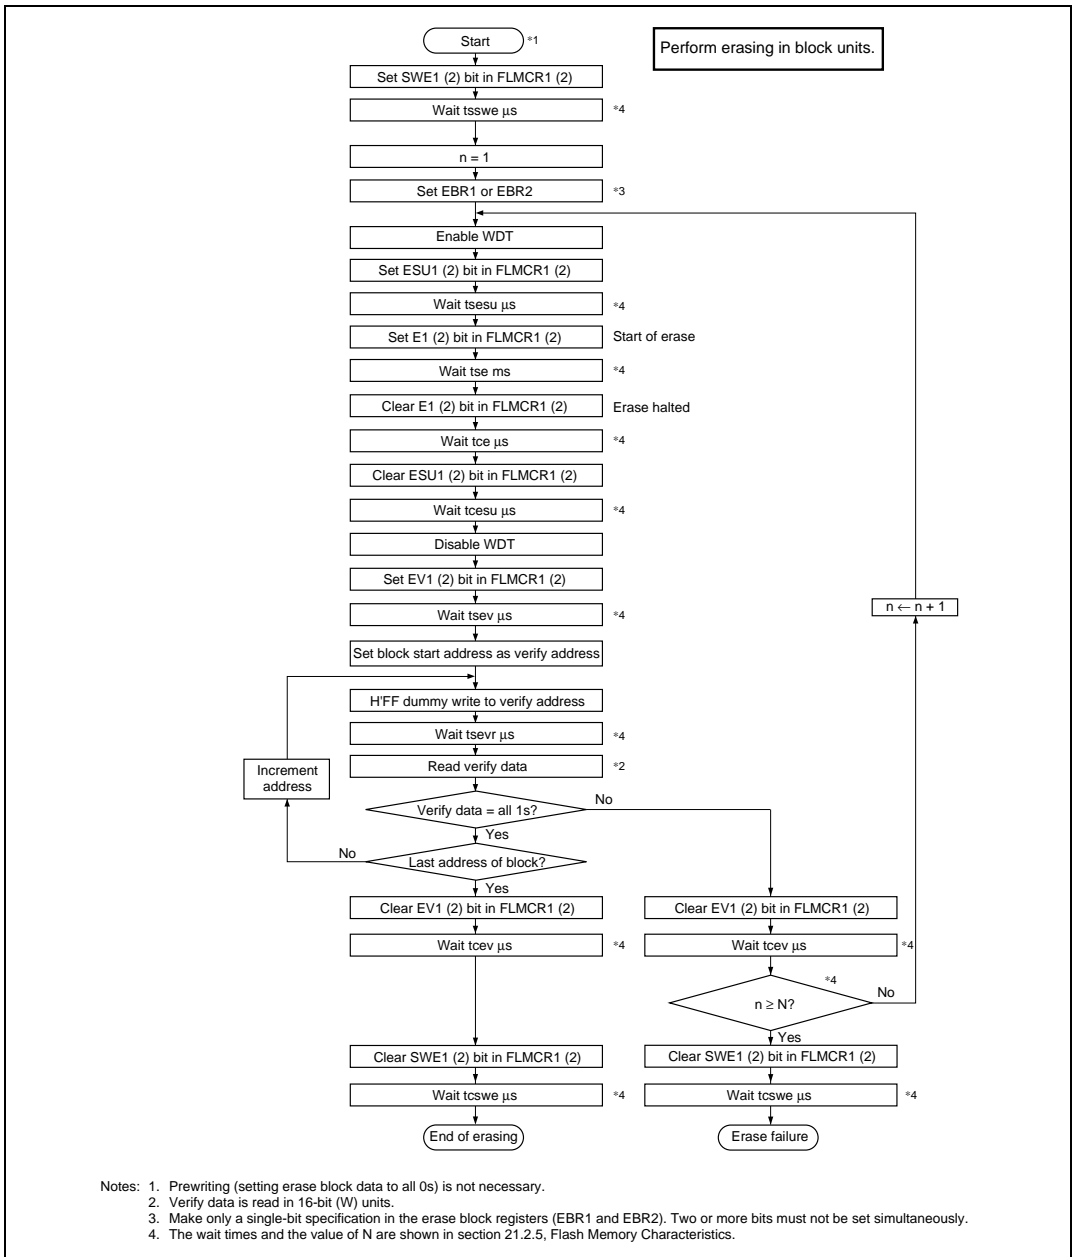 Start *1
Perform erasing in block units.
Set SWE1 (2) bit in FLMCR1 (2)
Wait tsswe μs *4
n = 1
Set EBR1 or EBR2 *3
Enable WDT
Set ESU1 (2) bit in FLMCR1 (2)
Wait tsesu μs *4
Set E1 (2) bit in FLMCR1 (2) Start of erase
Wait tse ms *4
Clear E1 (2) bit in FLMCR1 (2) Erase halted
Wait tce μs *4
Clear ESU1 (2) bit in FLMCR1 (2)
Wait tcesu μs *4
Disable WDT
Set EV1 (2) bit in FLMCR1 (2)
Wait tsev μs *4
n ← n + 1
Set block start address as verify address
H'FF dummy write to verify address
Wait tsevr μs *4
Read verify data *2
Increment
address
Verify data = all 1s? No
Yes
No Last address of block?
Yes
Clear EV1 (2) bit in FLMCR1 (2) Clear EV1 (2) bit in FLMCR1 (2)
Wait tcev μs *4 Wait tcev μs *4
*4
n ≥ N? No
Yes
Clear SWE1 (2) bit in FLMCR1 (2) Clear SWE1 (2) bit in FLMCR1 (2)
Wait tcswe μs *4 Wait tcswe μs *4
End of erasing Erase failure
Notes: 1. Prewriting (setting erase block data to all 0s) is not necessary.
2. Verify data is read in 16-bit (W) units.
3. Make only a single-bit specification in the erase block registers (EBR1 and EBR2). Two or more bits must not be set simultaneously.
4. The wait times and the value of N are shown in section 21.2.5, Flash Memory Characteristics.